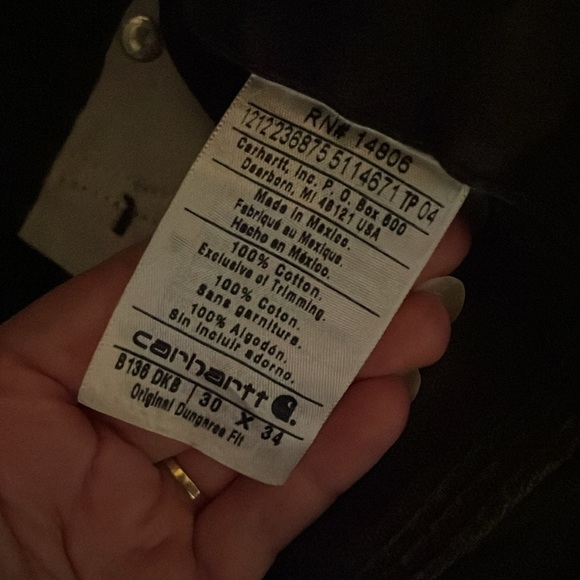 RN# 14806
1212236875 5114671 TP 04
Carhartt, Inc. P. O. Box 600
Dearborn, MI 48121 USA
Made in Mexico.
Fabriqué au Mexique.
Hecho en México.
100% Cotton.
Exclusive of Trimming.
100% Coton.
Sans garniture.
100% Algodón.
Sin incluir adorno.
carhartt
B136 DKB 30 X 34
Original Dungaree Fit